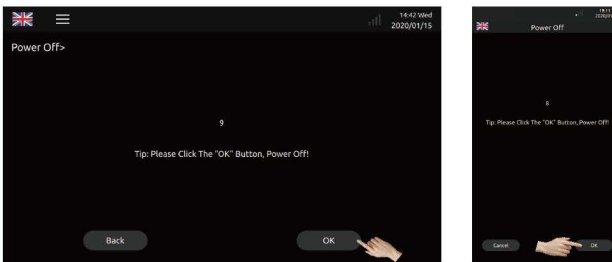 14:42 Wed
2020/01/15
Power Off>
9
Tip: Please Click The "OK" Button, Power Off!
Back
OK
Power Off
8
Tip: Please Click The "OK" Button, Power Off!
Cancel
OK